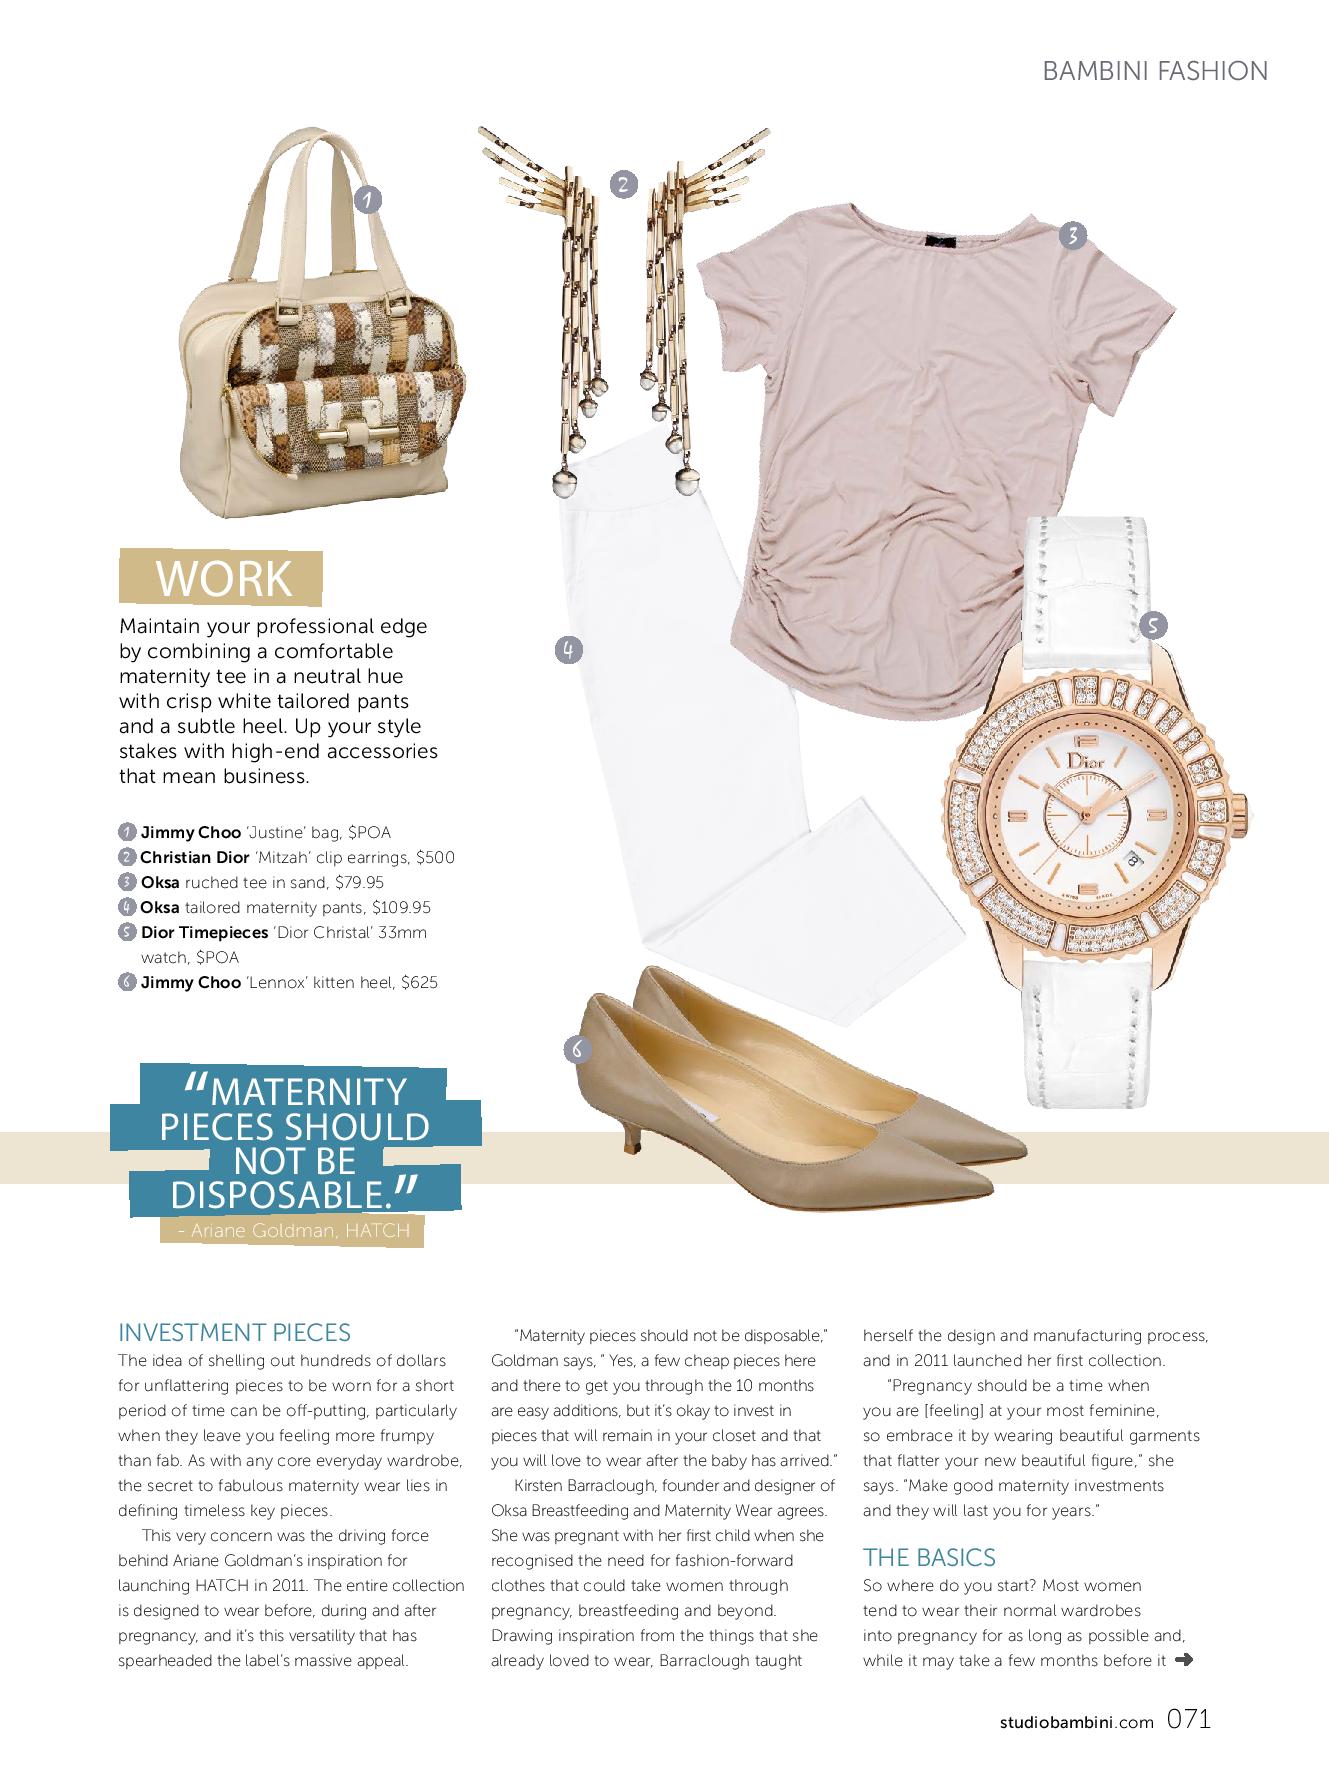 BAMBINI FASHION
1
2
3
Dior
SWISS MADE
8
4
5
6
WORK
Maintain your professional edge
by combining a comfortable
maternity tee in a neutral hue
with crisp white tailored pants
and a subtle heel. Up your style
stakes with high-end accessories
that mean business.
1 Jimmy Choo ‘Justine’ bag, $POA
2 Christian Dior ‘Mitzah’ clip earrings, $500
3 Oksa ruched tee in sand, $79.95
4 Oksa tailored maternity pants, $109.95
5 Dior Timepieces ‘Dior Christal’ 33mm
watch, $POA
6 Jimmy Choo ‘Lennox’ kitten heel, $625
“MATERNITY
PIECES SHOULD
NOT BE
DISPOSABLE.”
- Ariane Goldman, HATCH
INVESTMENT PIECES
The idea of shelling out hundreds of dollars
for unflattering pieces to be worn for a short
period of time can be off-putting, particularly
when they leave you feeling more frumpy
than fab. As with any core everyday wardrobe,
the secret to fabulous maternity wear lies in
defining timeless key pieces.
This very concern was the driving force
behind Ariane Goldman’s inspiration for
launching HATCH in 2011. The entire collection
is designed to wear before, during and after
pregnancy, and it’s this versatility that has
spearheaded the label’s massive appeal.
“Maternity pieces should not be disposable,”
Goldman says, “ Yes, a few cheap pieces here
and there to get you through the 10 months
are easy additions, but it’s okay to invest in
pieces that will remain in your closet and that
you will love to wear after the baby has arrived.”
Kirsten Barraclough, founder and designer of
Oksa Breastfeeding and Maternity Wear agrees.
She was pregnant with her first child when she
recognised the need for fashion-forward
clothes that could take women through
pregnancy, breastfeeding and beyond.
Drawing inspiration from the things that she
already loved to wear, Barraclough taught
herself the design and manufacturing process,
and in 2011 launched her first collection.
“Pregnancy should be a time when
you are [feeling] at your most feminine,
so embrace it by wearing beautiful garments
that flatter your new beautiful figure,” she
says. “Make good maternity investments
and they will last you for years.”
THE BASICS
So where do you start? Most women
tend to wear their normal wardrobes
into pregnancy for as long as possible and,
while it may take a few months before it ➜
studiobambini.com 071